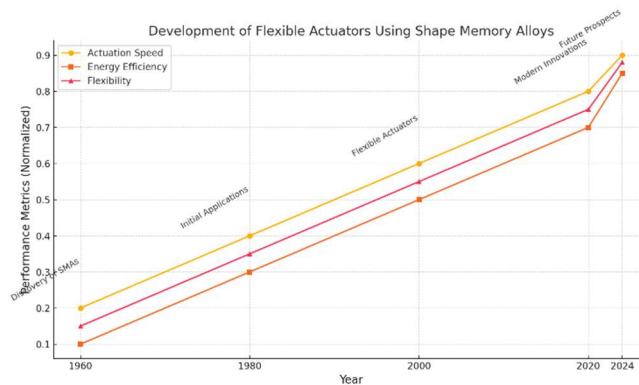 Development of Flexible Actuators Using Shape Memory Alloys
Future Prospects
Modern Innovations
Flexible Actuators
Initial Applications
Discovery of SMAs
Actuation Speed
Energy Efficiency
Flexibility
Performance Metrics (Normalized)
0.9
0.8
0.7
0.6
0.5
0.4
0.3
0.2
0.1
1960 1980 2000 2020 2024
Year